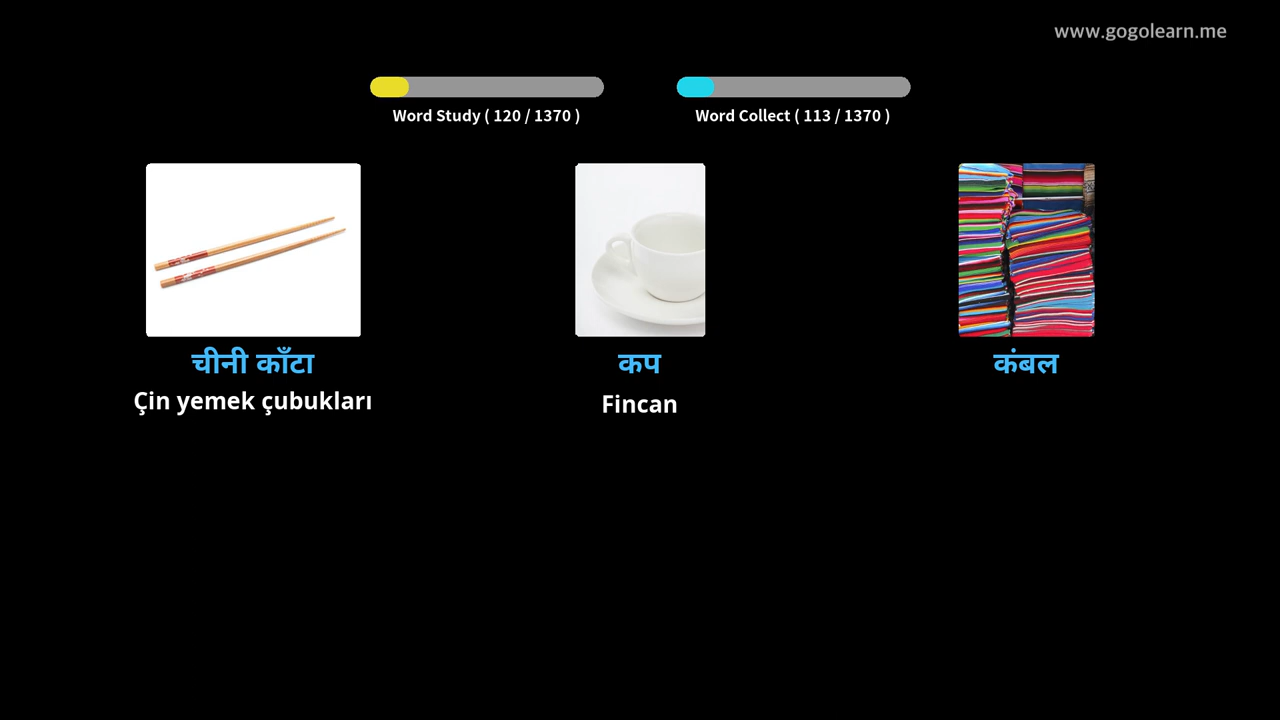 www.gogolearn.me
Word Study ( 120 / 1370 )
Word Collect ( 113 / 1370 )
चीनी काँटा
Çin yemek çubukları
कप
Fincan
कंबल